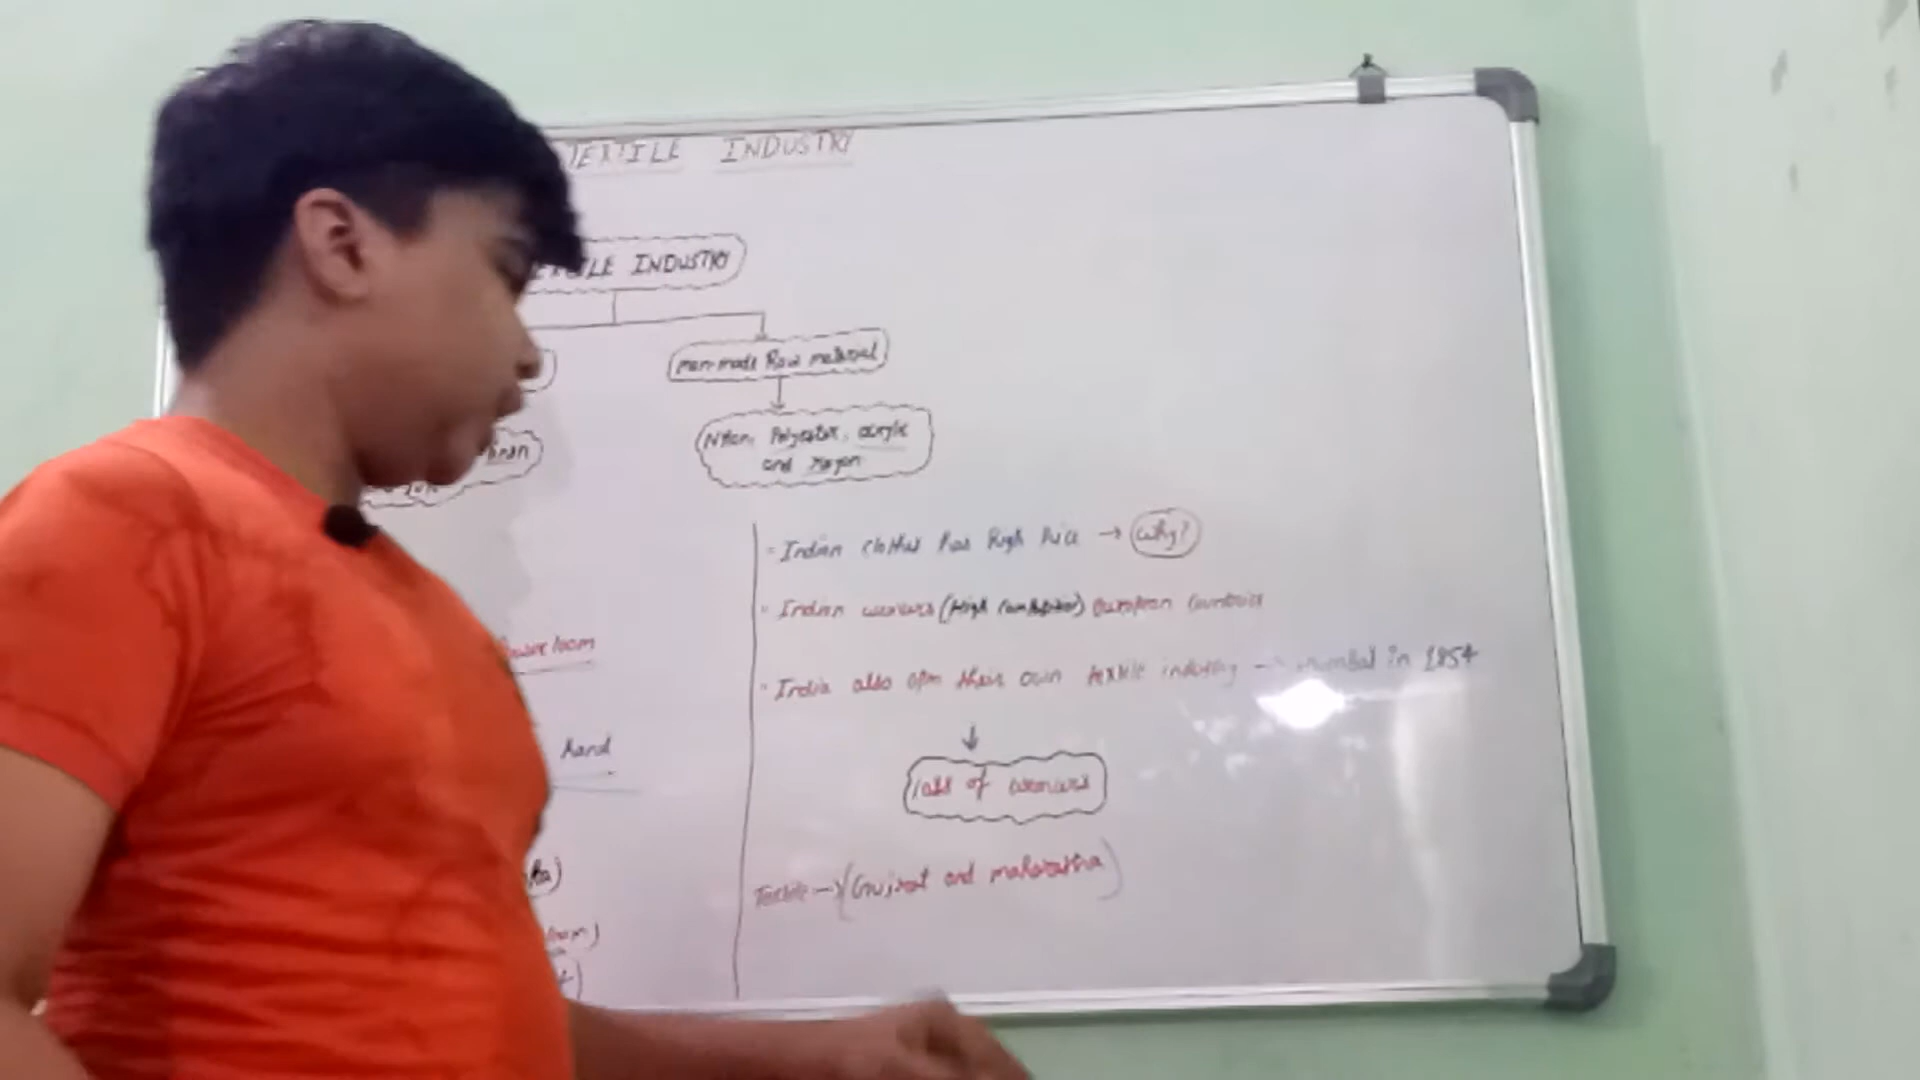 TEXTILE INDUSTRY
TEXTILE INDUSTRY
man-made Raw material
Nylon, Polyester, acrylic
and Rayon
Power loom
hand
• Indian clothes has high Price → Why?
• Indian weavers (High competition) European countries
• India also opn their own textile industry → mumbai in 1854
↓
loss of weavers
Textile → (Gujrat and maharastra)